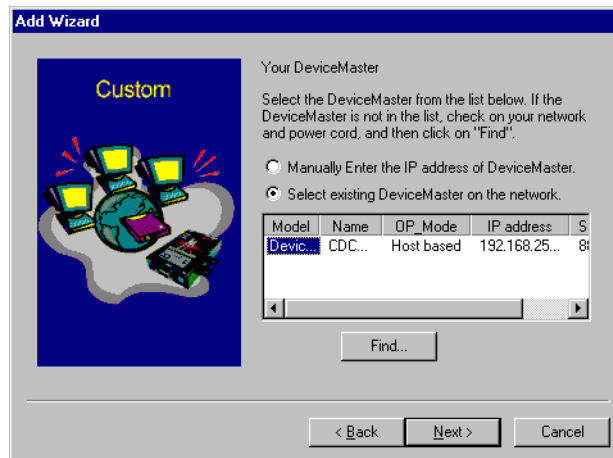 Add Wizard
Custom
Your DeviceMaster
Select the DeviceMaster from the list below. If the
DeviceMaster is not in the list, check on your network
and power cord, and then click on "Find".
Manually Enter the IP address of DeviceMaster.
Select existing DeviceMaster on the network.
Model Name OP_Mode IP address S
Devic... CDC... Host based 192.168.25... 8
Find...
< Back Next > Cancel